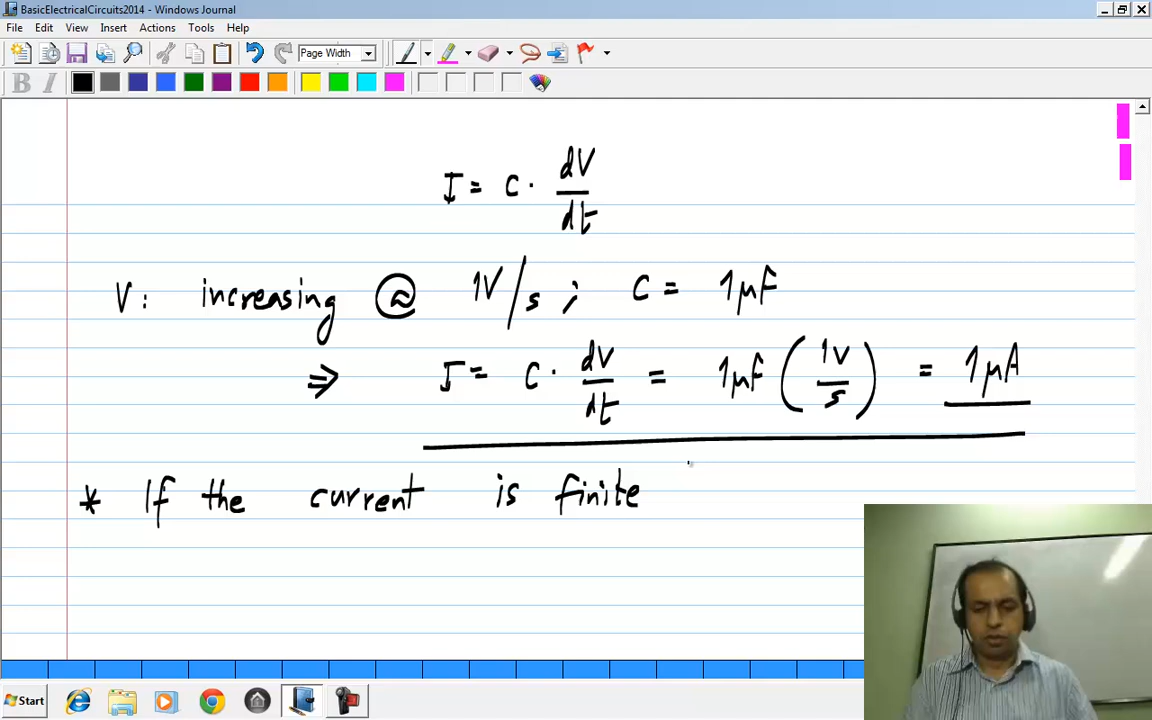 BasicElectricalCircuits2014 - Windows Journal
File Edit View Insert Actions Tools Help
Page Width
B I
I = C · dV/dt
V: increasing @ 1V/s ; C = 1µF
⇒ I = C · dV/dt = 1µF (1V/s) = 1µA
* If the current is finite
Start